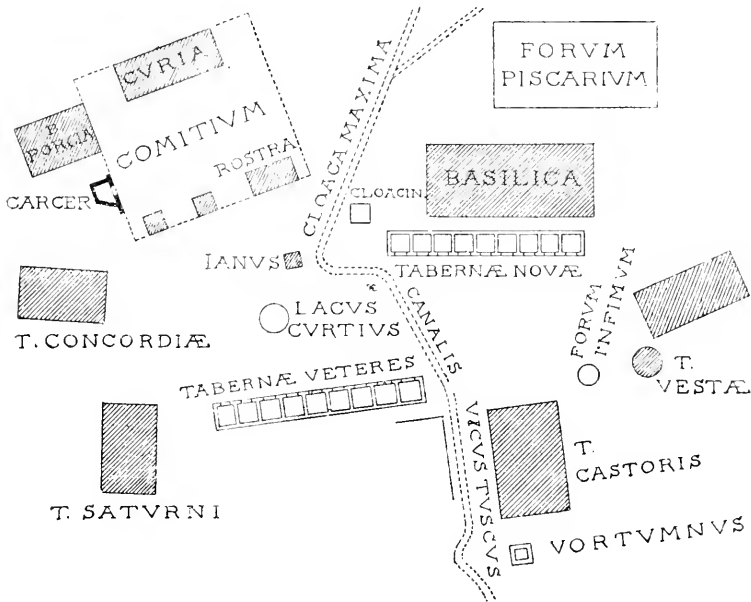 CVRIA
COMITIVM
B
PORCIA
ROSTRA
CARCER
CLOACA MAXIMA
FORVM
PISCARIVM
BASILICA
CLOACIN.
IANVS
TABERNÆ NOVÆ
T. CONCORDIÆ
LACVS
CVRTIVS
CANALIS
FORVM
INFIMVM
T.
VESTÆ
TABERNÆ VETERES
T. SATVRNI
VICVS TVSCVS
T.
CASTORIS
VORTVMNVS